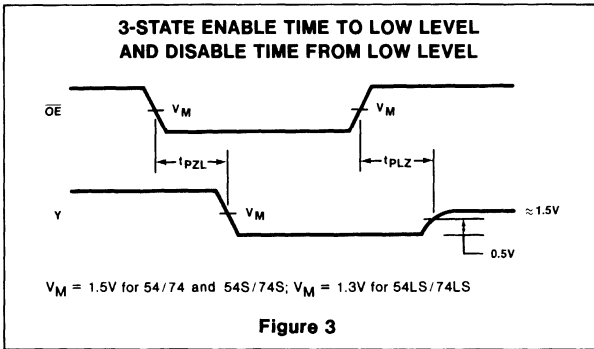 3-STATE ENABLE TIME TO LOW LEVEL
AND DISABLE TIME FROM LOW LEVEL
OE
VM
VM
tPZL
tPLZ
Y
VM
≈1.5V
0.5V
VM = 1.5V for 54/74 and 54S/74S; VM = 1.3V for 54LS/74LS
Figure 3